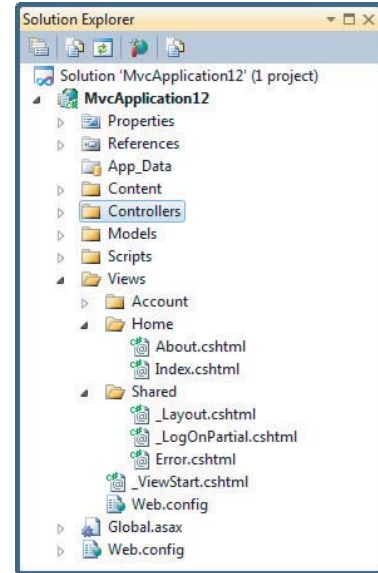 Solution Explorer
Solution 'MvcApplication12' (1 project)
MvcApplication12
Properties
References
App_Data
Content
Controllers
Models
Scripts
Views
Account
Home
About.cshtml
Index.cshtml
Shared
_Layout.cshtml
_LogOnPartial.cshtml
Error.cshtml
_ViewStart.cshtml
Web.config
Global.asax
Web.config